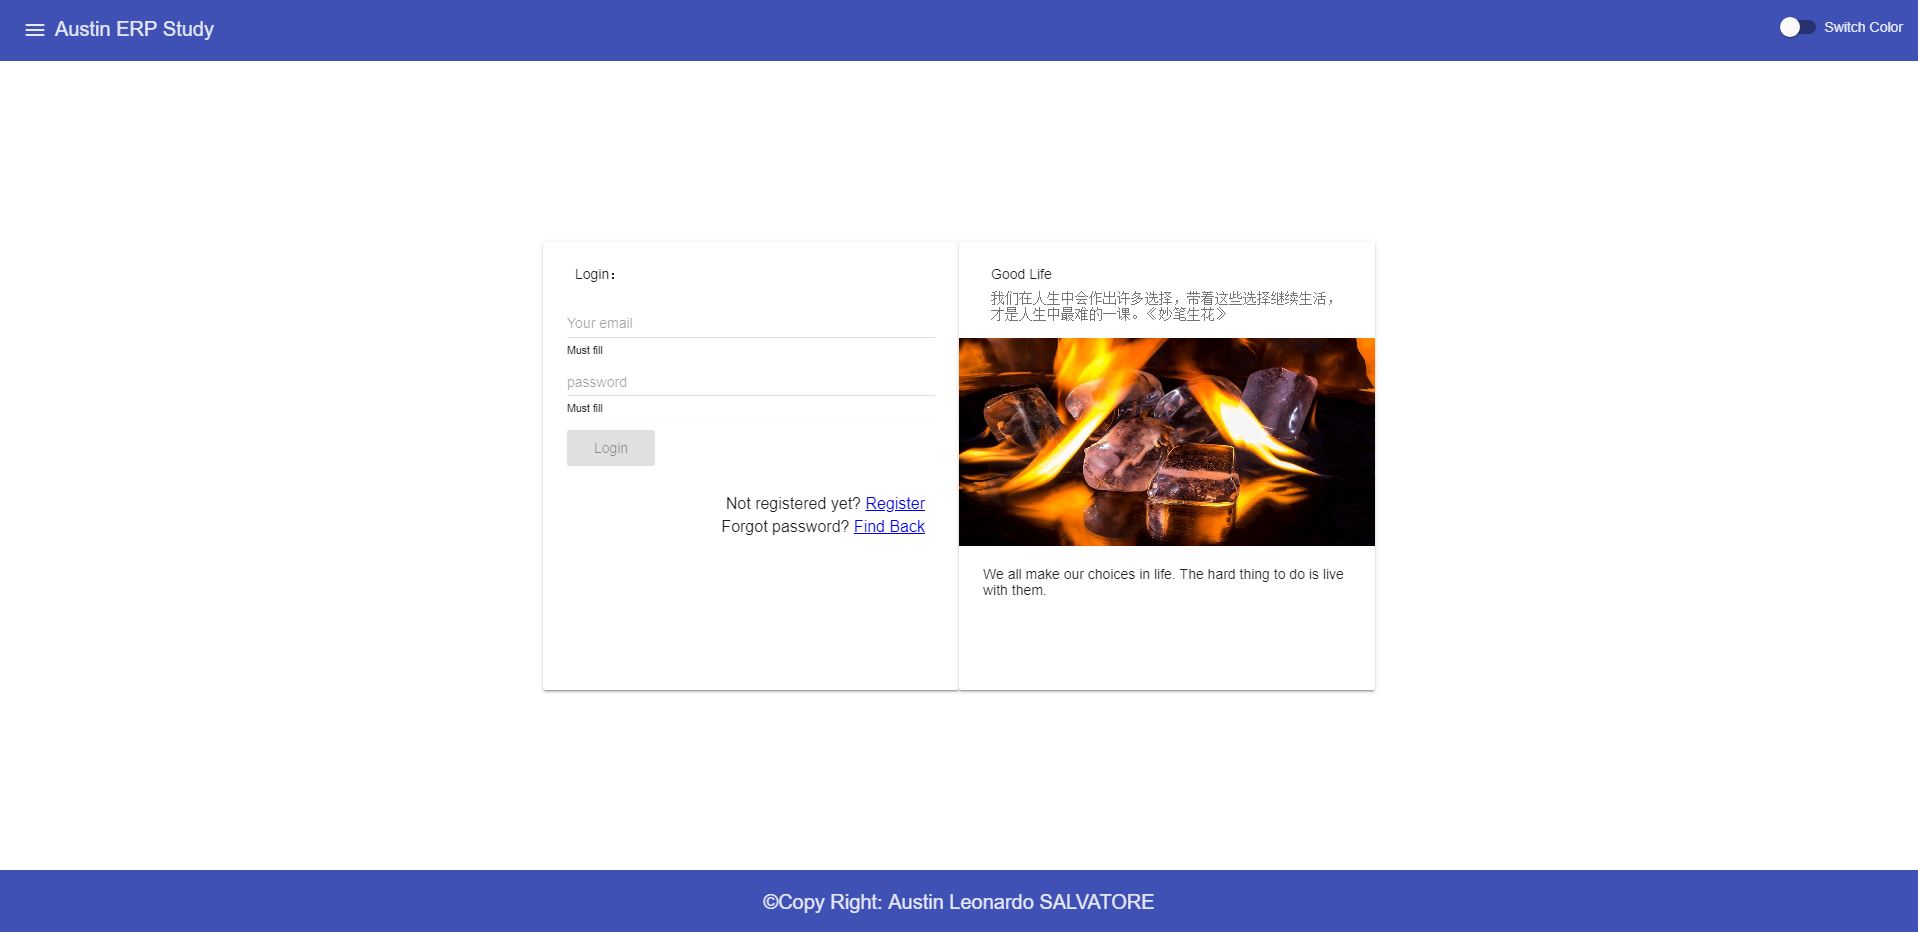 Austin ERP Study
Switch Color
Login：
Your email
Must fill
password
Must fill
Login
Not registered yet? Register
Forgot password? Find Back
Good Life
我们在人生中会作出许多选择，带着这些选择继续生活，
才是人生中最难的一课。《妙笔生花》
We all make our choices in life. The hard thing to do is live
with them.
©Copy Right: Austin Leonardo SALVATORE